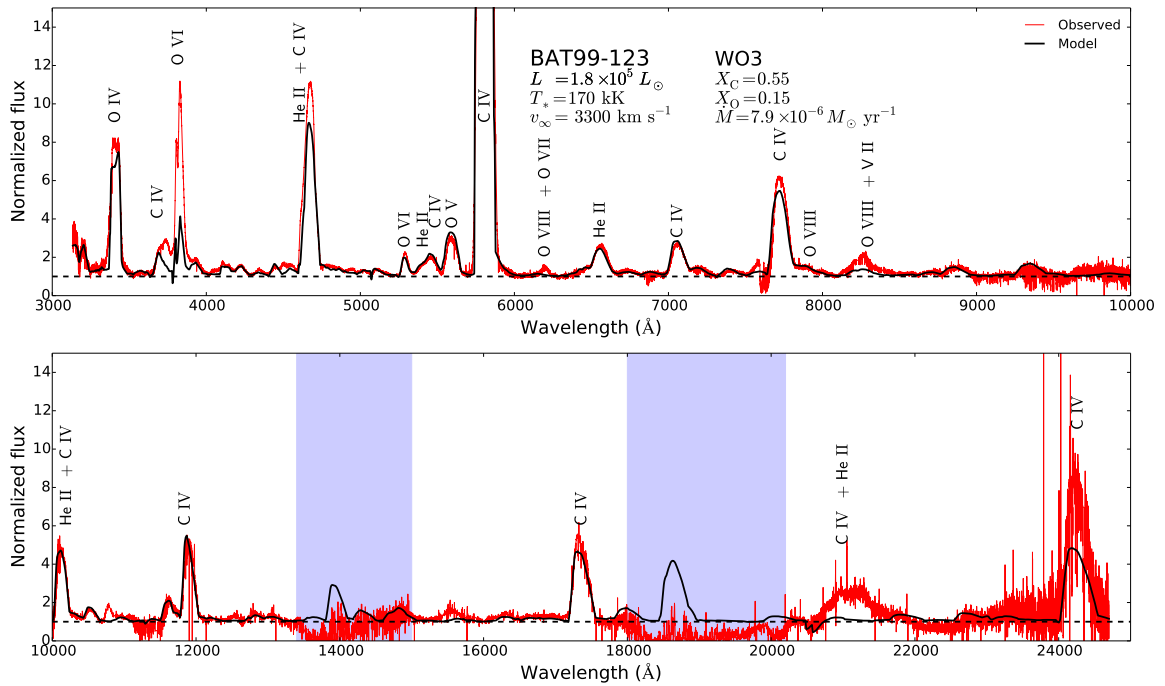 14
12
10
8
6
4
2
0
Normalized flux
O IV
C IV
O VI
He II + C IV
O VI
He II
C IV
O V
C IV
O VIII + O VII
He II
C IV
C IV
O VIII
O VIII + V II
BAT99-123 WO3
L =1.8 ×10^5 L_⊙ X_C=0.55
T_*=170 kK X_O=0.15
v_∞= 3300 km s^−1 Ṁ=7.9 ×10^−6 M_⊙ yr^−1
Observed
Model
3000 4000 5000 6000 7000 8000 9000 10000
Wavelength (Å)
14
12
10
8
6
4
2
0
Normalized flux
He II + C IV
C IV
C IV
C IV + He II
C IV
10000 12000 14000 16000 18000 20000 22000 24000
Wavelength (Å)